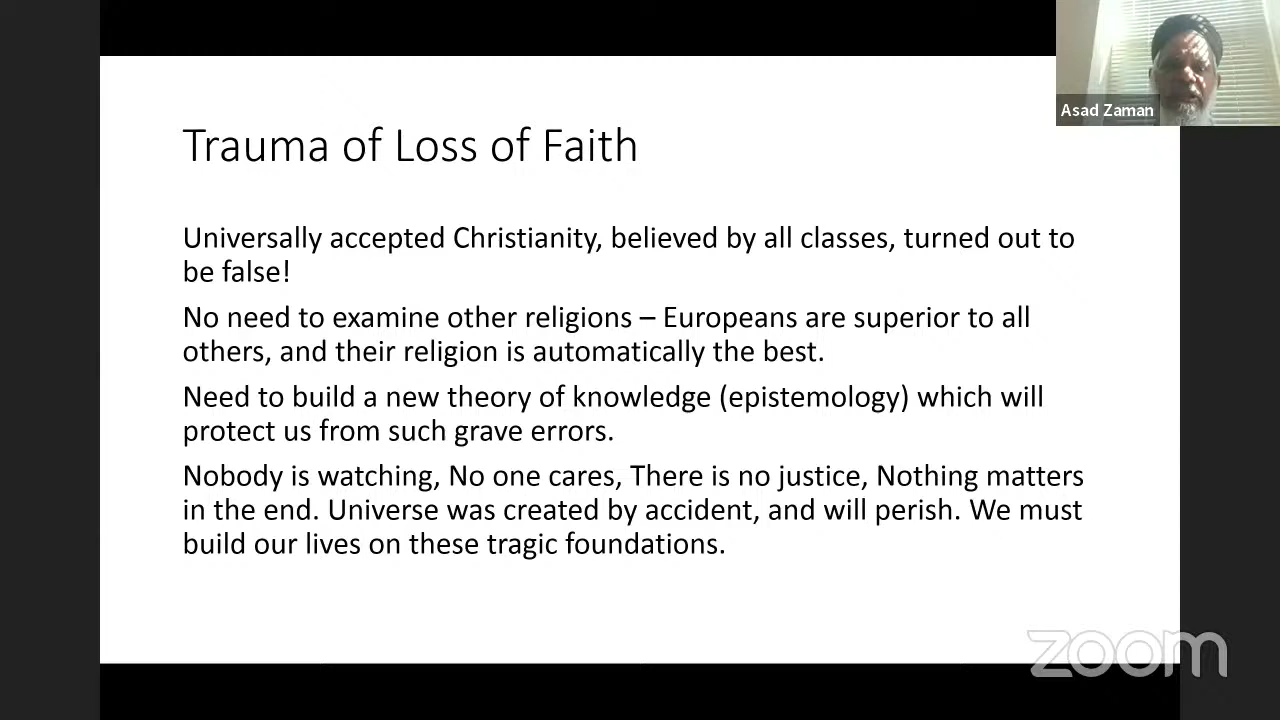 Asad Zaman
Trauma of Loss of Faith
Universally accepted Christianity, believed by all classes, turned out to
be false!
No need to examine other religions – Europeans are superior to all
others, and their religion is automatically the best.
Need to build a new theory of knowledge (epistemology) which will
protect us from such grave errors.
Nobody is watching, No one cares, There is no justice, Nothing matters
in the end. Universe was created by accident, and will perish. We must
build our lives on these tragic foundations.
zoom